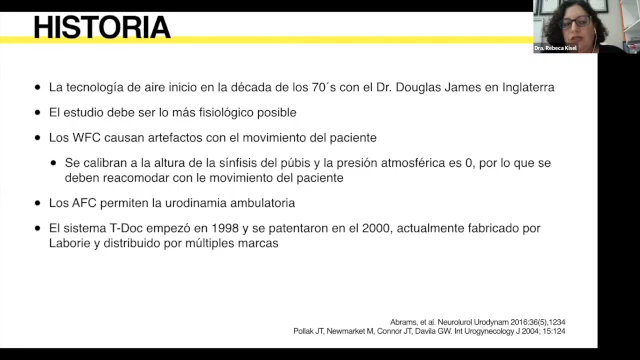 HISTORIA
Dra. Rebeca Kisel
• La tecnología de aire inicio en la década de los 70´s con el Dr. Douglas James en Inglaterra
• El estudio debe ser lo más fisiológico posible
• Los WFC causan artefactos con el movimiento del paciente
• Se calibran a la altura de la sínfisis del púbis y la presión atmosférica es 0, por lo que se
deben reacomodar con le movimiento del paciente
• Los AFC permiten la urodinamia ambulatoria
• El sistema T-Doc empezó en 1998 y se patentaron en el 2000, actualmente fabricado por
Laborie y distribuido por múltiples marcas
Abrams, et al. Neurolurol Urodynam 2016:36(5),1234
Pollak JT, Newmarket M, Connor JT, Davila GW. Int Urogynecology J 2004; 15:124